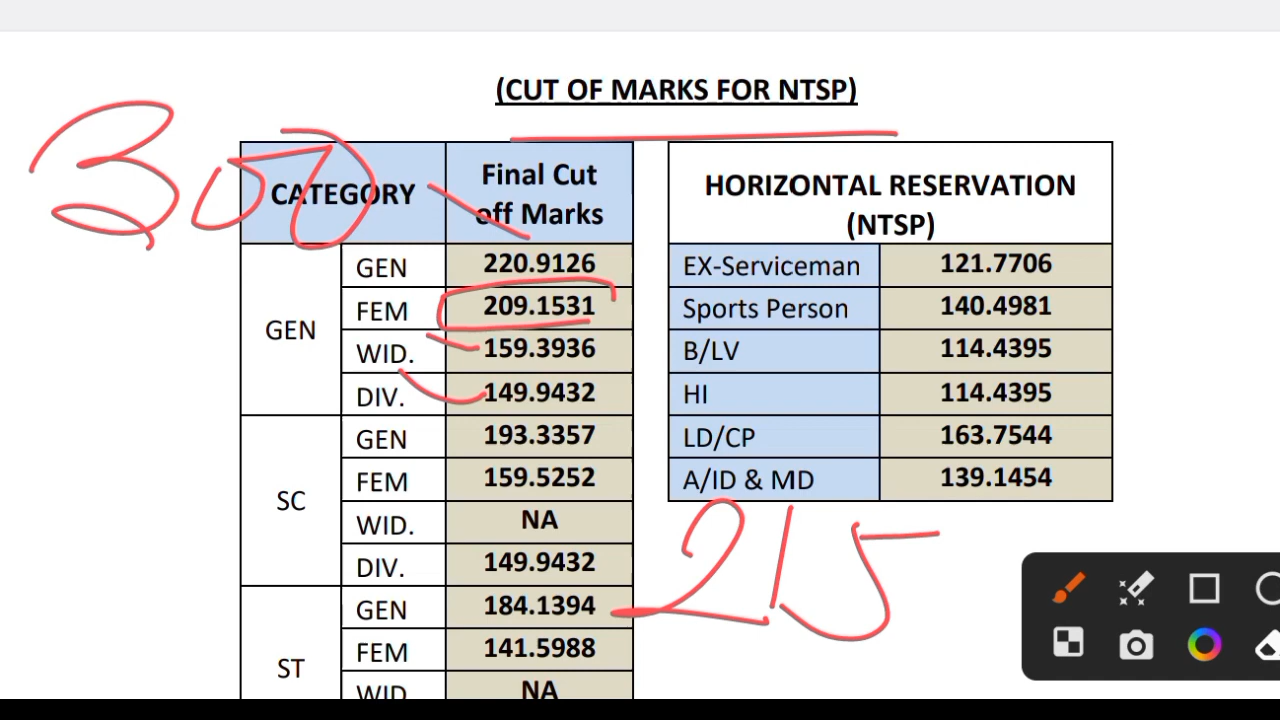 (CUT OF MARKS FOR NTSP)
300
CATEGORY Final Cut off Marks
GEN GEN 220.9126
FEM 209.1531
WID. 159.3936
DIV. 149.9432
SC GEN 193.3357
FEM 159.5252
WID. NA
DIV. 149.9432
ST GEN 184.1394
FEM 141.5988
WID. NA
HORIZONTAL RESERVATION
(NTSP)
EX-Serviceman 121.7706
Sports Person 140.4981
B/LV 114.4395
HI 114.4395
LD/CP 163.7544
A/ID & MD 139.1454
215